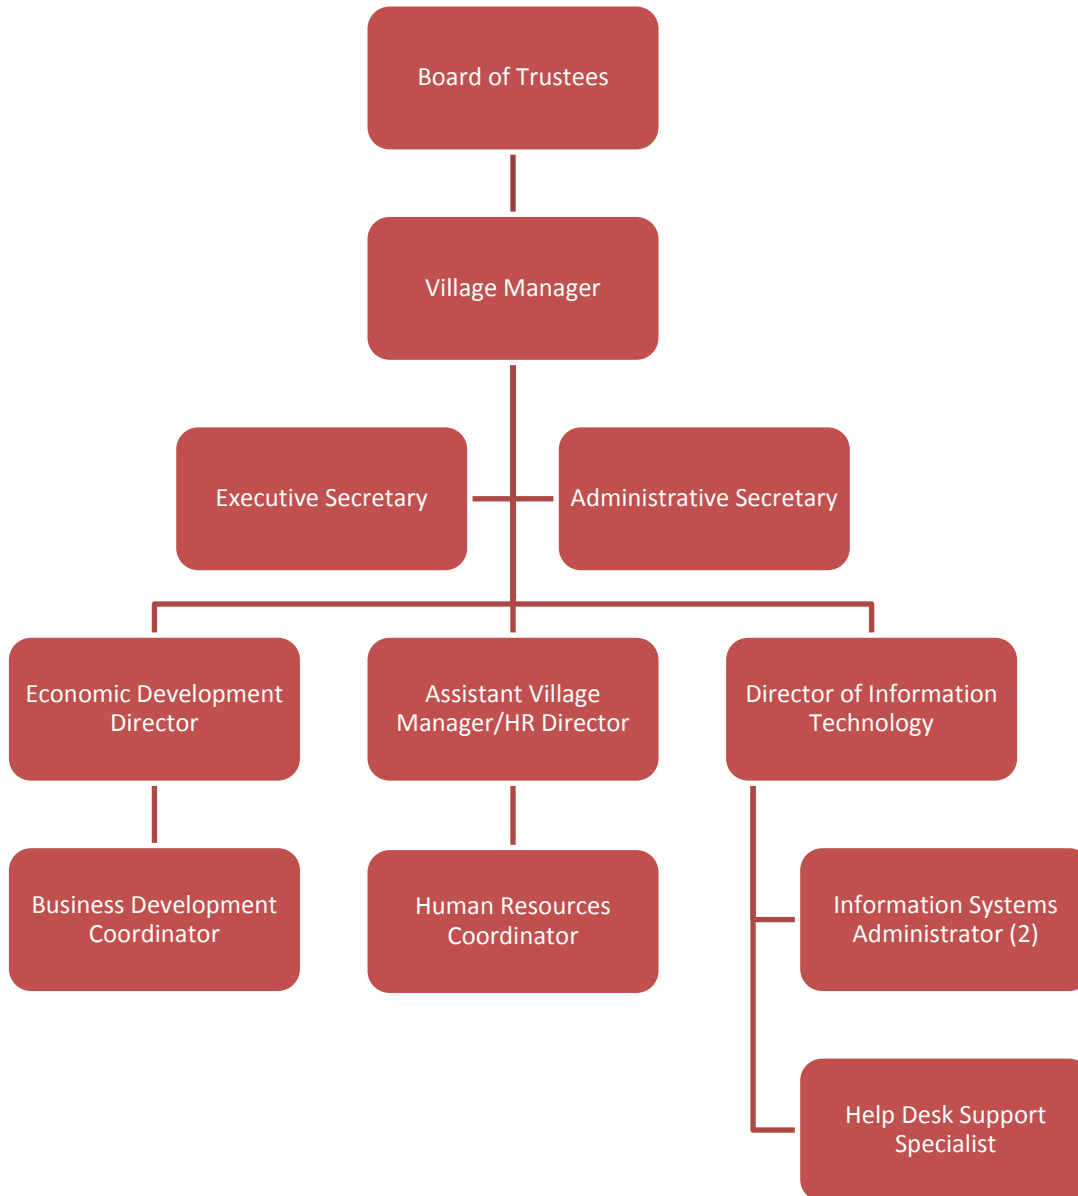 Board of Trustees
Village Manager
Executive Secretary
Administrative Secretary
Economic Development
Director
Assistant Village
Manager/HR Director
Director of Information
Technology
Business Development
Coordinator
Human Resources
Coordinator
Information Systems
Administrator (2)
Help Desk Support
Specialist